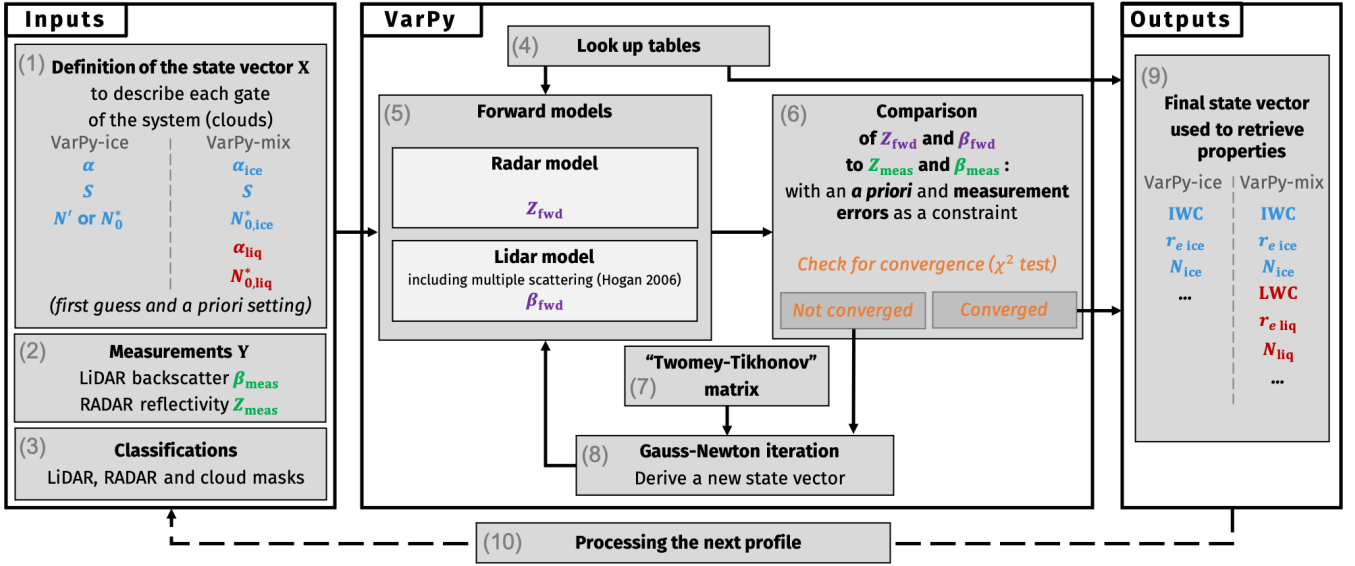 Inputs
(1)
Definition of the state vector X
to describe each gate
of the system (clouds)
VarPy-ice VarPy-mix
α α_ice
S S
N′ or N₀* N*₀,ice
α_liq
N*₀,liq
(first guess and a priori setting)
(2)
Measurements Y
LiDAR backscatter β_meas
RADAR reflectivity Z_meas
(3)
Classifications
LiDAR, RADAR and cloud masks
VarPy
(4)
Look up tables
(5)
Forward models
Radar model
Z_fwd
Lidar model
including multiple scattering (Hogan 2006)
β_fwd
(6)
Comparison
of Z_fwd and β_fwd
to Z_meas and β_meas :
with an a priori and measurement
errors as a constraint
Check for convergence (χ² test)
Not converged
Converged
(7)
“Twomey-Tikhonov”
matrix
(8)
Gauss-Newton iteration
Derive a new state vector
Outputs
(9)
Final state vector
used to retrieve
properties
VarPy-ice VarPy-mix
IWC IWC
r_e ice r_e ice
N_ice N_ice
... LWC
r_e liq
N_liq
...
(10)
Processing the next profile